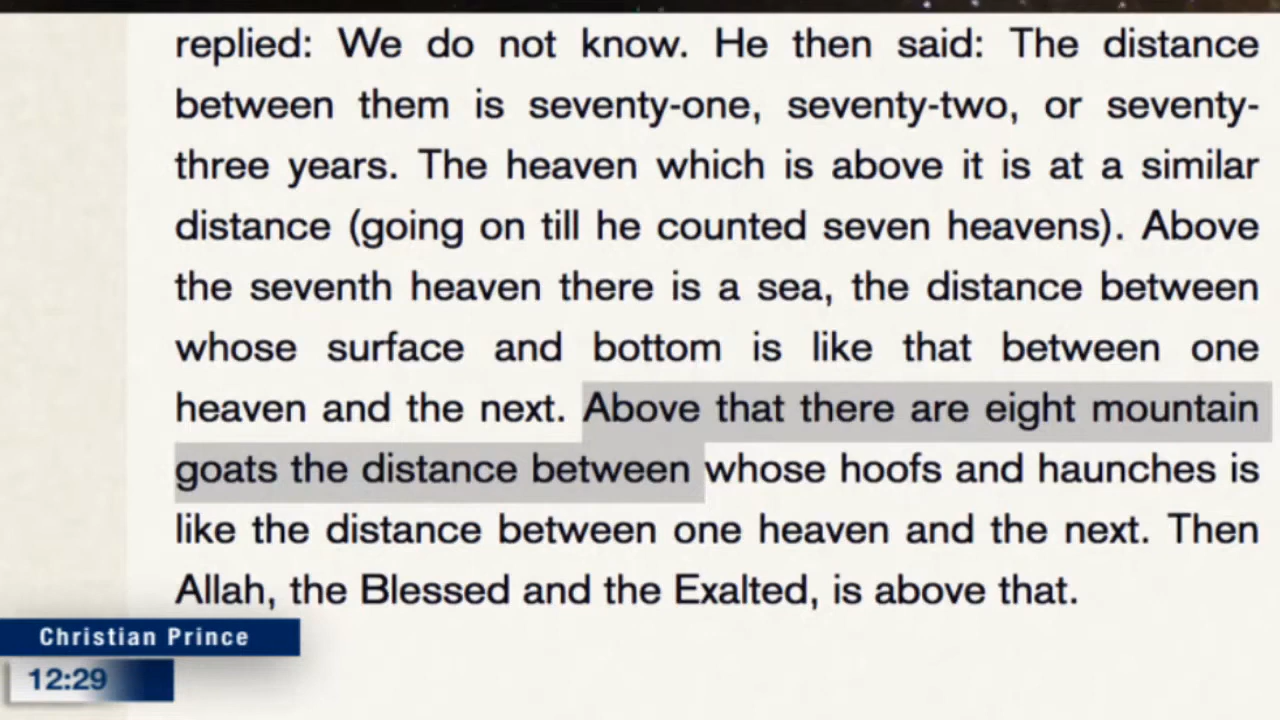 replied: We do not know. He then said: The distance
between them is seventy-one, seventy-two, or seventy-
three years. The heaven which is above it is at a similar
distance (going on till he counted seven heavens). Above
the seventh heaven there is a sea, the distance between
whose surface and bottom is like that between one
heaven and the next. Above that there are eight mountain
goats the distance between whose hoofs and haunches is
like the distance between one heaven and the next. Then
Allah, the Blessed and the Exalted, is above that.
Christian Prince
12:29